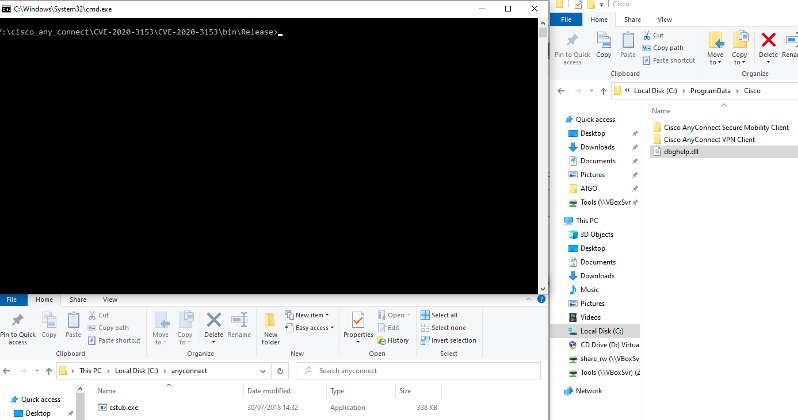 C:\Windows\System32\cmd.exe
Y:\cisco_any_connect\CVE-2020-3153\CVE-2020-3153\bin\Release>_
File Home Share View
Pin to Quick access
Copy
Paste
Cut
Copy path
Paste shortcut
Clipboard
Move to
Copy to
Delete
Rename
Organize
New folder
New item
Easy access
New
Properties
Open
Edit
History
Open
Select all
Select none
Invert selection
Select
This PC > Local Disk (C:) > anyconnect
Search anyconnect
Quick access
Desktop
Name Date modified Type Size
cstub.exe 30/07/2018 14:32 Application 338 KB
Cisco
File Home Share View
Pin to Quick access
Copy
Paste
Cut
Copy path
Paste shortcut
Clipboard
Move to
Copy to
Delete
Organize
« Local Disk (C:) > ProgramData > Cisco
Quick access
Desktop
Downloads
Documents
Pictures
AIGO
Tools (\\VBoxSvr
This PC
3D Objects
Desktop
Documents
Downloads
Music
Pictures
Videos
Local Disk (C:)
CD Drive (D:) Virtua
share_rw (\\VBoxSv
Tools (\\VBoxSvr) (Z
Network
Name
Cisco AnyConnect Secure Mobility Client
Cisco AnyConnect VPN Client
dbghelp.dll